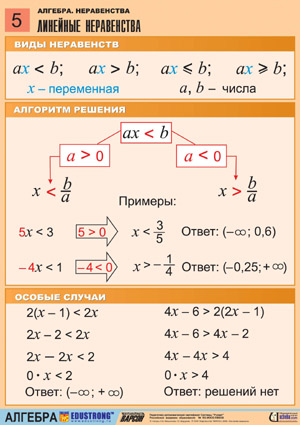 5
АЛГЕБРА. НЕРАВЕНСТВА
ЛИНЕЙНЫЕ НЕРАВЕНСТВА
ВИДЫ НЕРАВЕНСТВ
ax < b; ax > b; ax ⩽ b; ax ⩾ b;
x – переменная a, b – числа
АЛГОРИТМ РЕШЕНИЯ
ax < b
a > 0 a < 0
x < b/a x > b/a
Примеры:
5x < 3 5 > 0 x < 3/5 Ответ: (–∞; 0,6)
–4x < 1 –4 < 0 x > – 1/4 Ответ: (–0,25; +∞)
ОСОБЫЕ СЛУЧАИ
2(x – 1) < 2x 4x – 6 > 2(2x – 1)
2x – 2 < 2x 4x – 6 > 4x – 2
2x – 2x < 2 4x – 4x > 4
0 · x < 2 0 · x > 4
Ответ: (–∞; +∞) Ответ: решений нет
АЛГЕБРА EDUSTRONG ВАРСОН